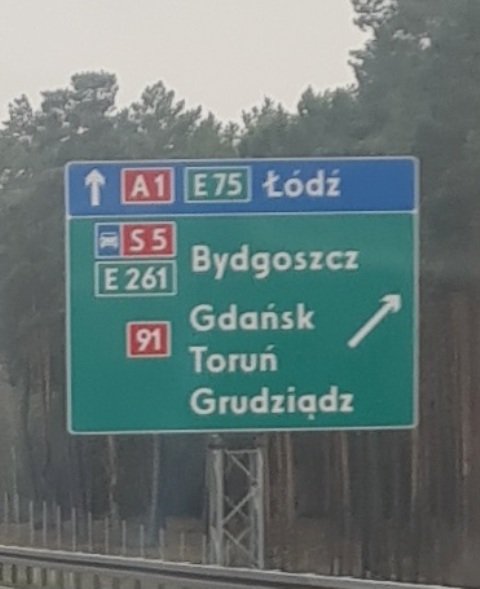 A1 E75 Łódź
S5 Bydgoszcz
E 261
Gdańsk
91 Toruń
Grudziądz